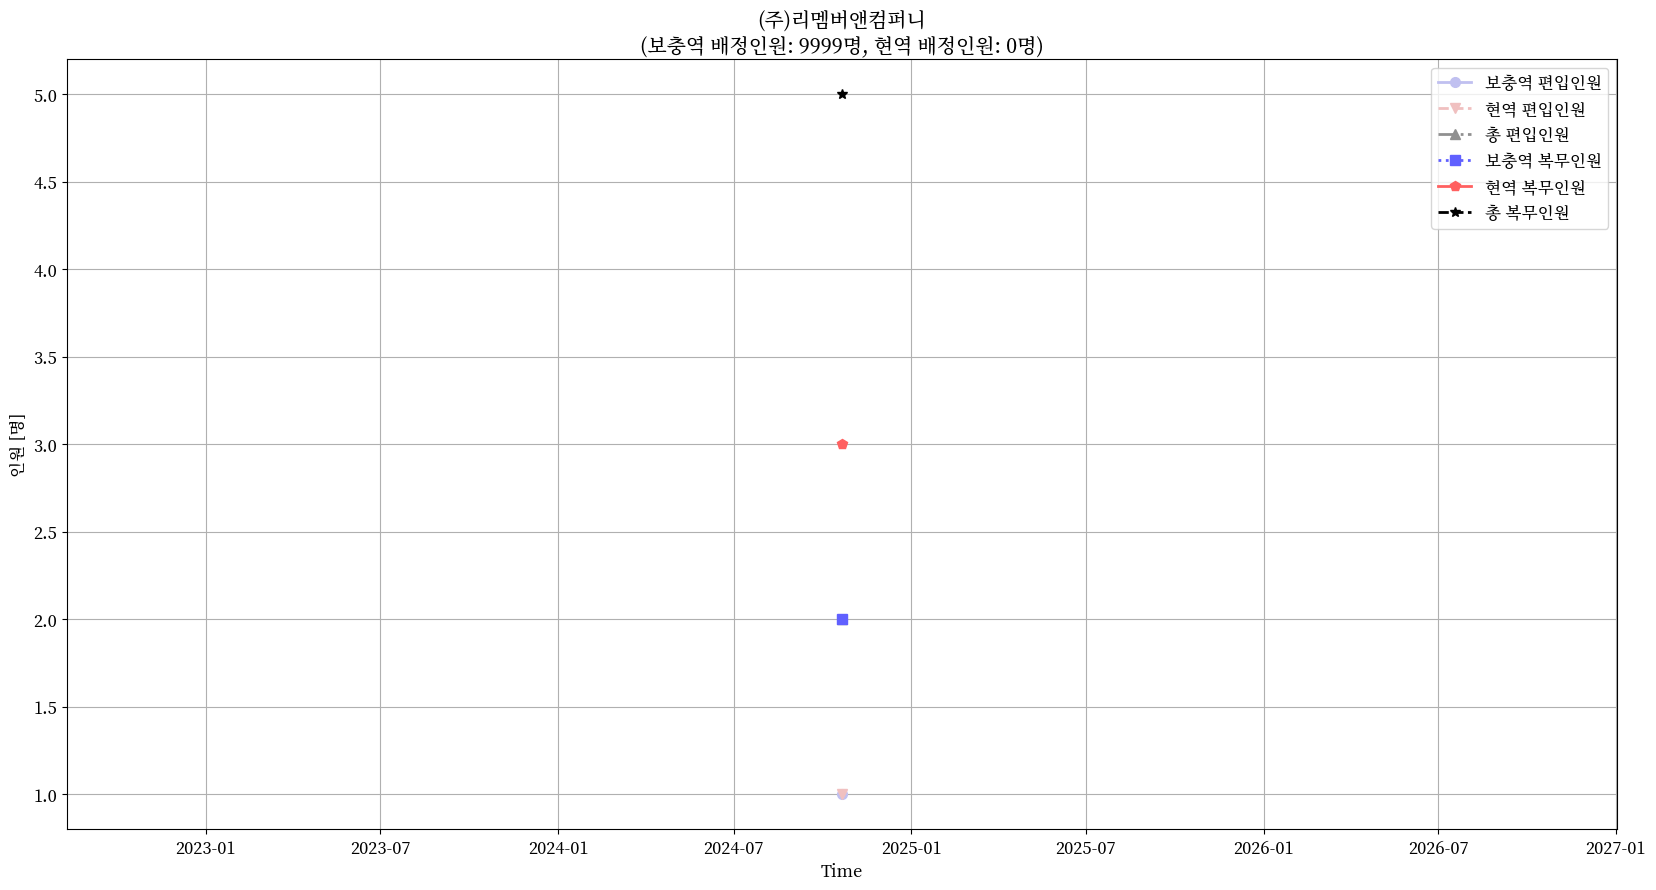 (주)리멤버앤컴퍼니
(보충역 배정인원: 9999명, 현역 배정인원: 0명)
보충역 편입인원
현역 편입인원
총 편입인원
보충역 복무인원
현역 복무인원
총 복무인원
인원 [명]
5.0
4.5
4.0
3.5
3.0
2.5
2.0
1.5
1.0
2023-01 2023-07 2024-01 2024-07 2025-01 2025-07 2026-01 2026-07 2027-01
Time